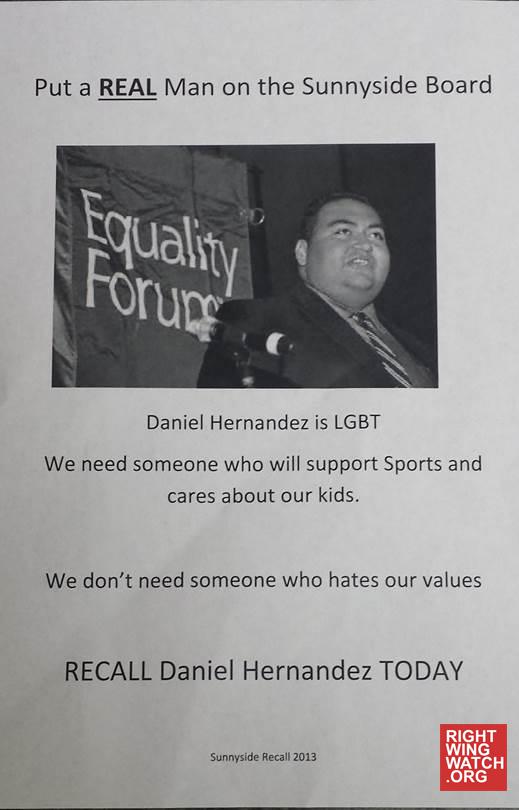 Put a REAL Man on the Sunnyside Board
Equality
Forum
Daniel Hernandez is LGBT
We need someone who will support Sports and
cares about our kids.
We don't need someone who hates our values
RECALL Daniel Hernandez TODAY
Sunnyside Recall 2013
RIGHT
WING
WATCH
.ORG